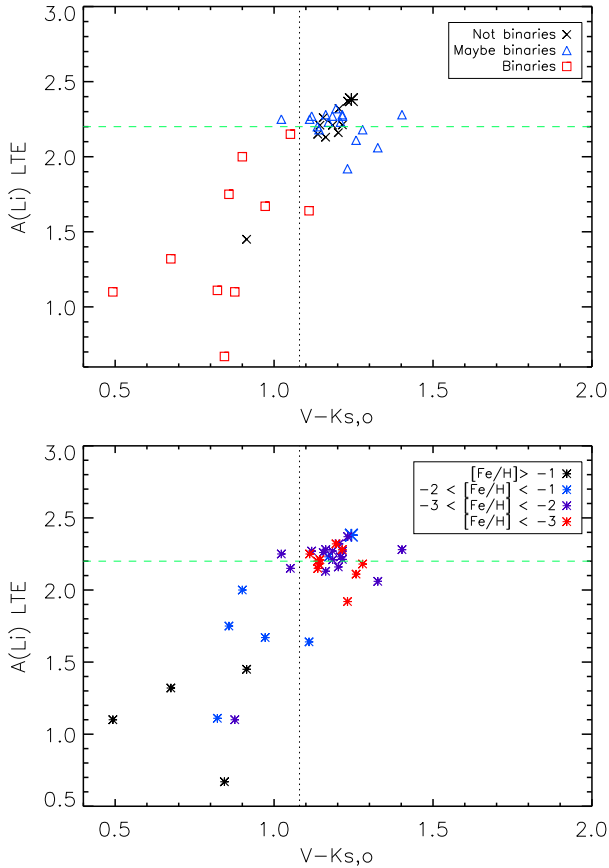 3.0
Not binaries
Maybe binaries
Binaries
2.5
2.0
1.5
1.0
A(Li) LTE
0.5 1.0 1.5 2.0
V-Ks,o
3.0
[Fe/H]> -1
-2 < [Fe/H] < -1
-3 < [Fe/H] < -2
[Fe/H] < -3
2.5
2.0
1.5
1.0
0.5
A(Li) LTE
0.5 1.0 1.5 2.0
V-Ks,o